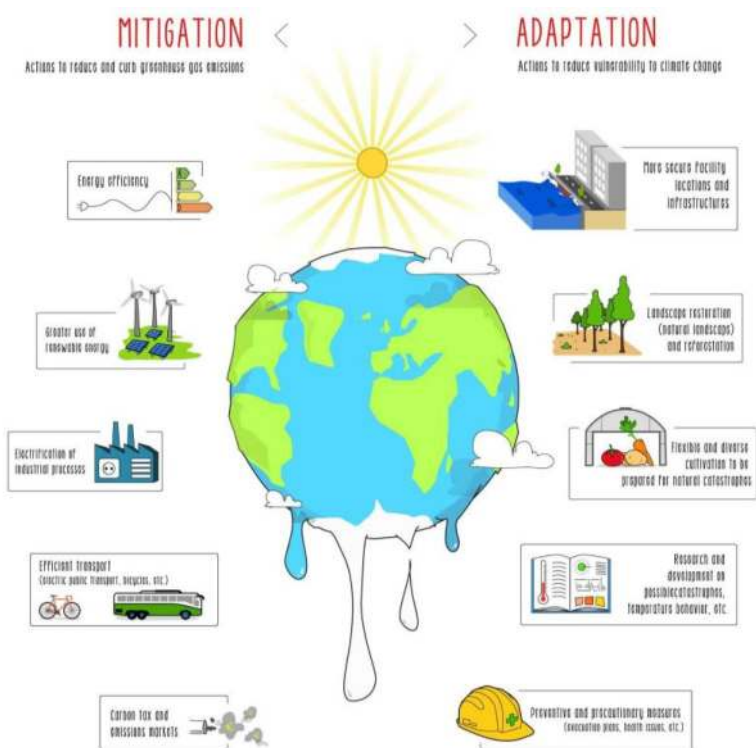 MITIGATION
Actions to reduce and curb greenhouse gas emissions
Energy efficiency
Greater use of
renewable energy
Electrification of
industrial processes
Efficient transport
(electric public transport, bicycles, etc.)
Carbon tax and
emissions markets
ADAPTATION
Actions to reduce vulnerability to climate change
More secure facility
locations and
infrastructures
Landscape restoration
(natural landscape)
and reforestation
Flexible and diverse
cultivation to be
prepared for natural catastrophes
Research and
development on
possiblecatastrophes,
temperature behavior, etc.
Preventive and precautionary measures
(evacuation plans, health issues, etc.)